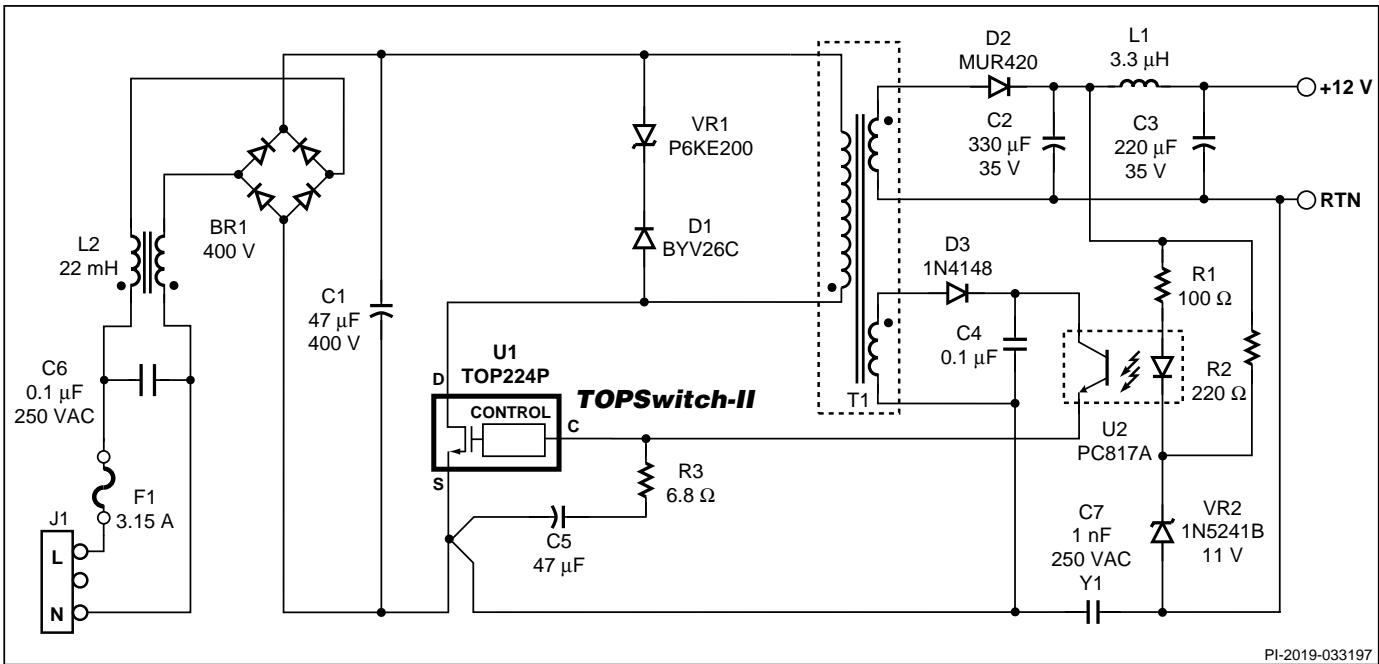 D2
MUR420
L1
3.3 µH
+12 V
VR1
P6KE200
C2
330 µF
35 V
C3
220 µF
35 V
RTN
BR1
400 V
D1
BYV26C
L2
22 mH
D3
1N4148
R1
100 Ω
C1
47 µF
400 V
C4
0.1 µF
R2
220 Ω
U1
TOP224P
C6
0.1 µF
250 VAC
D
TOPSwitch-II
T1
CONTROL
C
U2
PC817A
S
R3
6.8 Ω
F1
3.15 A
J1
C7
1 nF
250 VAC
Y1
VR2
1N5241B
11 V
L
C5
47 µF
N
PI-2019-033197